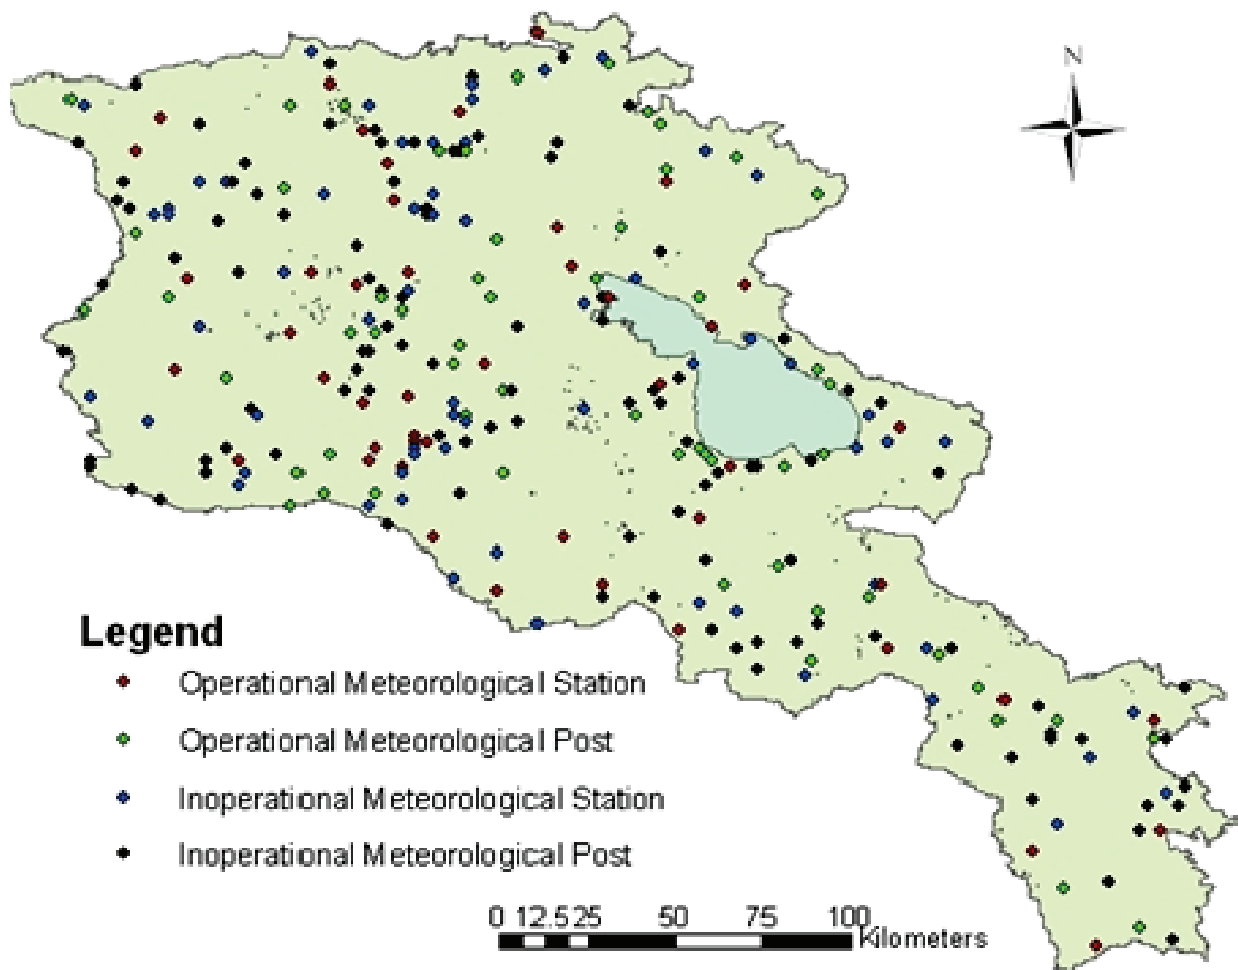 N
Legend
Operational Meteorological Station
Operational Meteorological Post
Inoperational Meteorological Station
Inoperational Meteorological Post
0 12.5 25 50 75 100
Kilometers